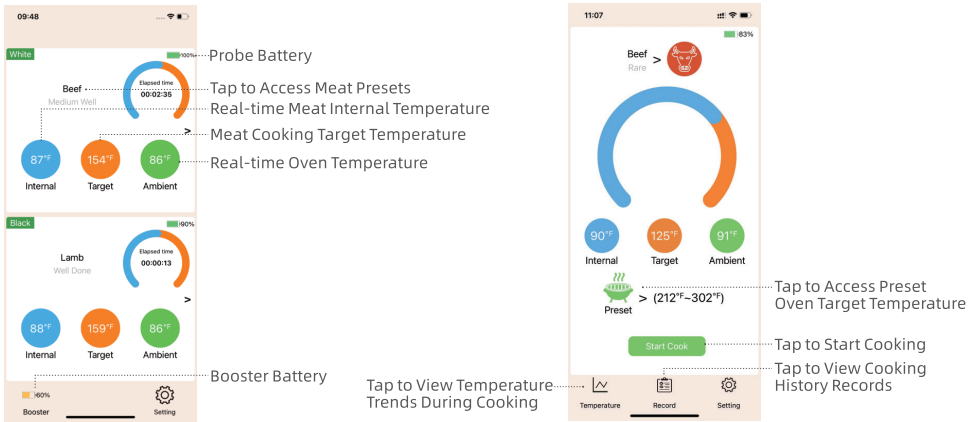 09:48
White
100%
Probe Battery
Beef
Medium Well
Elapsed time
00:02:35
Tap to Access Meat Presets
Real-time Meat Internal Temperature
>
Meat Cooking Target Temperature
87°F
154°F
86°F
Real-time Oven Temperature
Internal
Target
Ambient
Black
90%
Lamb
Well Done
Elapsed time
00:00:13
>
88°F
159°F
86°F
Internal
Target
Ambient
60%
Booster
Setting
Booster Battery
11:07
83%
Beef
Rare
>
90°F
125°F
91°F
Internal
Target
Ambient
Preset
> (212°F~302°F)
Tap to Access Preset
Oven Target Temperature
Start Cook
Tap to Start Cooking
Tap to View Cooking
History Records
Tap to View Temperature
Trends During Cooking
Temperature
Record
Setting